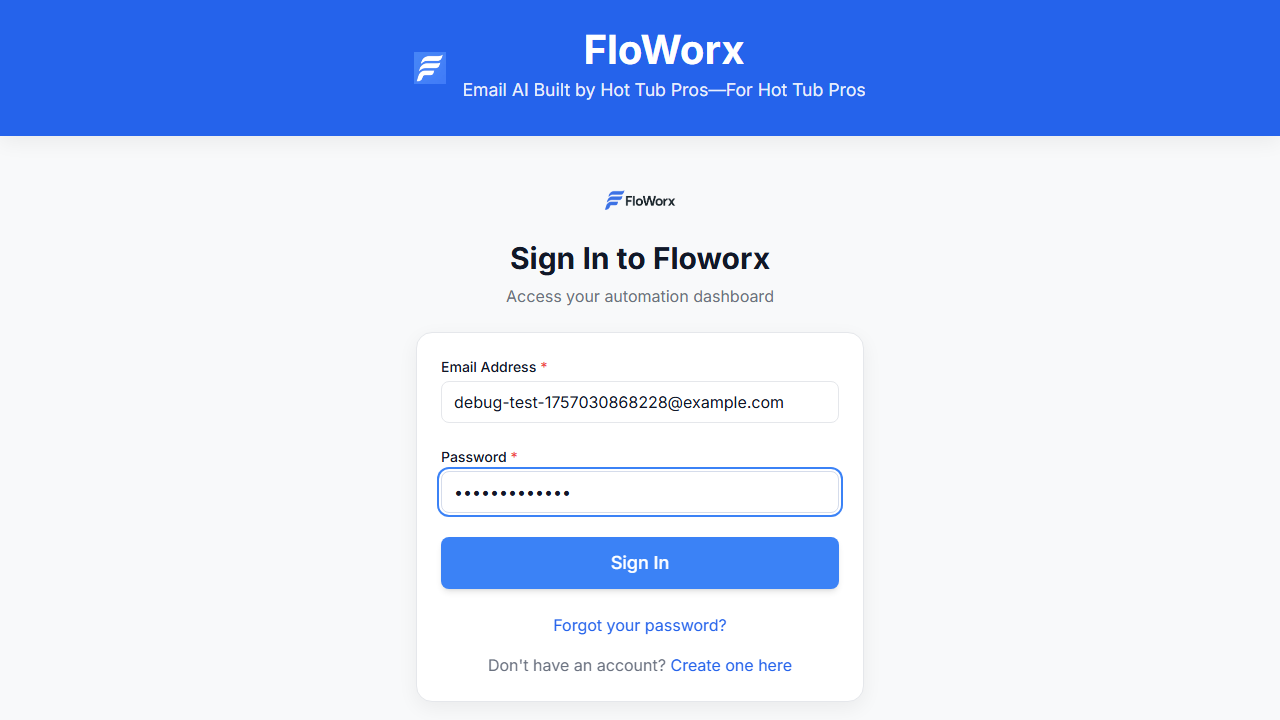 FloWorx
Email AI Built by Hot Tub Pros—For Hot Tub Pros
FloWorx
Sign In to Floworx
Access your automation dashboard
Email Address *
debug-test-1757030868228@example.com
Password *
•••••••••••••
Sign In
Forgot your password?
Don't have an account? Create one here